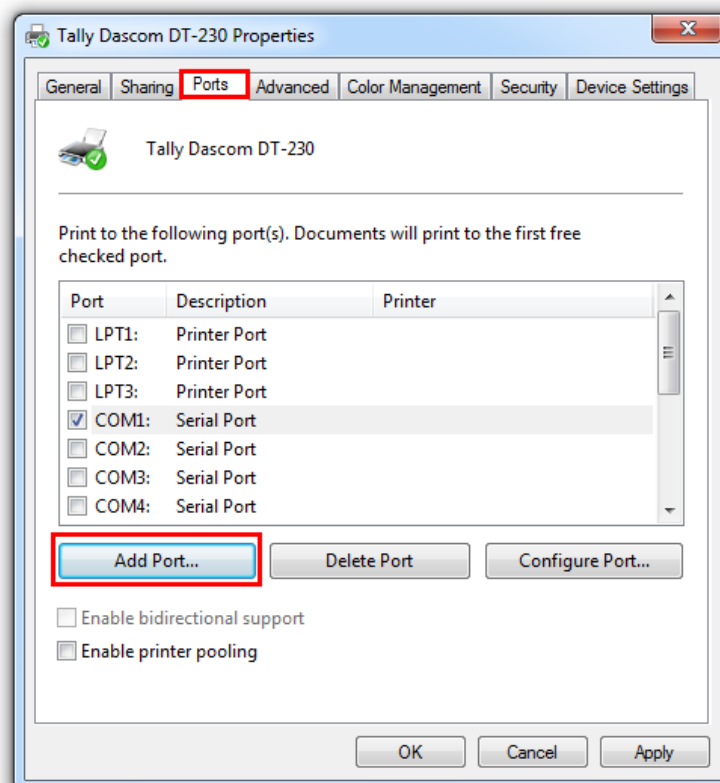 Tally Dascom DT-230 Properties
General Sharing Ports Advanced Color Management Security Device Settings
Tally Dascom DT-230
Print to the following port(s). Documents will print to the first free
checked port.
Port Description Printer
LPT1: Printer Port
LPT2: Printer Port
LPT3: Printer Port
COM1: Serial Port
COM2: Serial Port
COM3: Serial Port
COM4: Serial Port
Add Port... Delete Port Configure Port...
Enable bidirectional support
Enable printer pooling
OK Cancel Apply